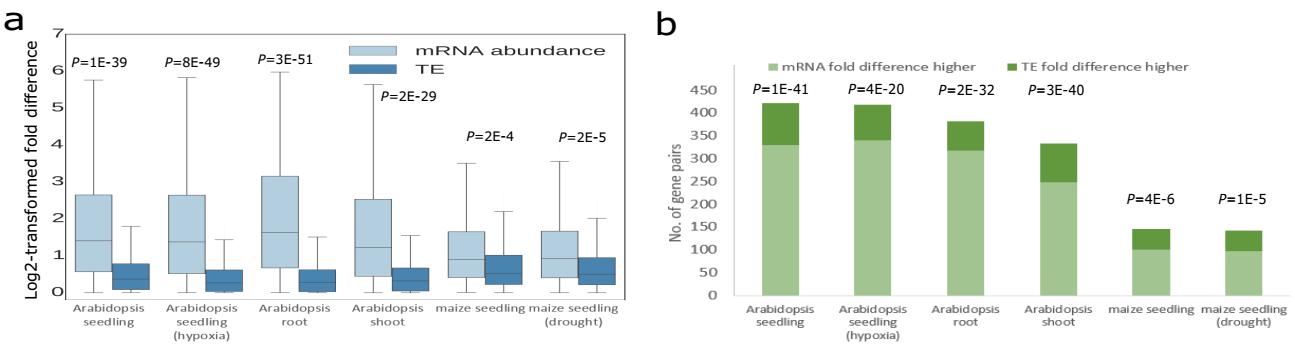 a
Log2-transformed fold difference
7
6
5
4
3
2
1
0
mRNA abundance
TE
P=1E-39
P=8E-49
P=3E-51
P=2E-29
P=2E-4
P=2E-5
Arabidopsis
seedling
Arabidopsis
seedling
(hypoxia)
Arabidopsis
root
Arabidopsis
shoot
maize seedling
maize seedling
(drought)
b
mRNA fold difference higher
TE fold difference higher
No. of gene pairs
450
400
350
300
250
200
150
100
50
0
P=1E-41
P=4E-20
P=2E-32
P=3E-40
P=4E-6
P=1E-5
Arabidopsis
seedling
Arabidopsis
seedling
(hypoxia)
Arabidopsis
root
Arabidopsis
shoot
maize seedling
maize seedling
(drought)